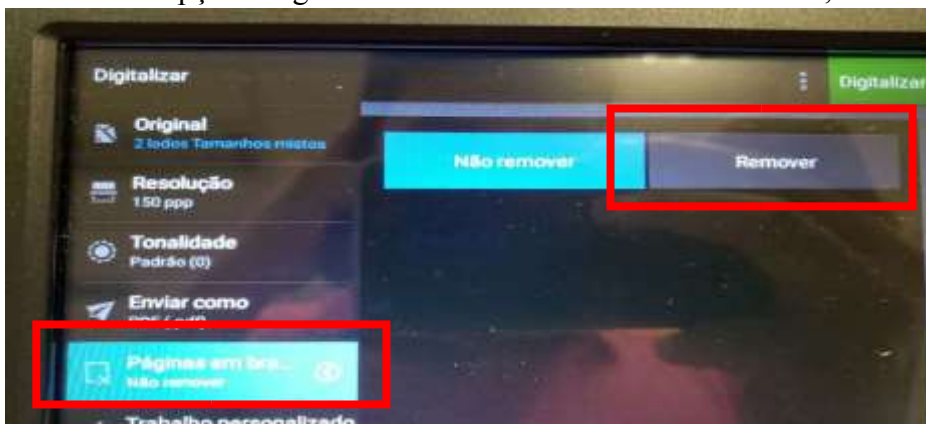 Digitalizar
Digitalizar
Original
2 lados Tamanhos mistos
Não remover
Remover
Resolução
150 ppp
Tonalidade
Padrão (0)
Enviar como
Páginas em bra...
Não remover
Trabalho personalizado